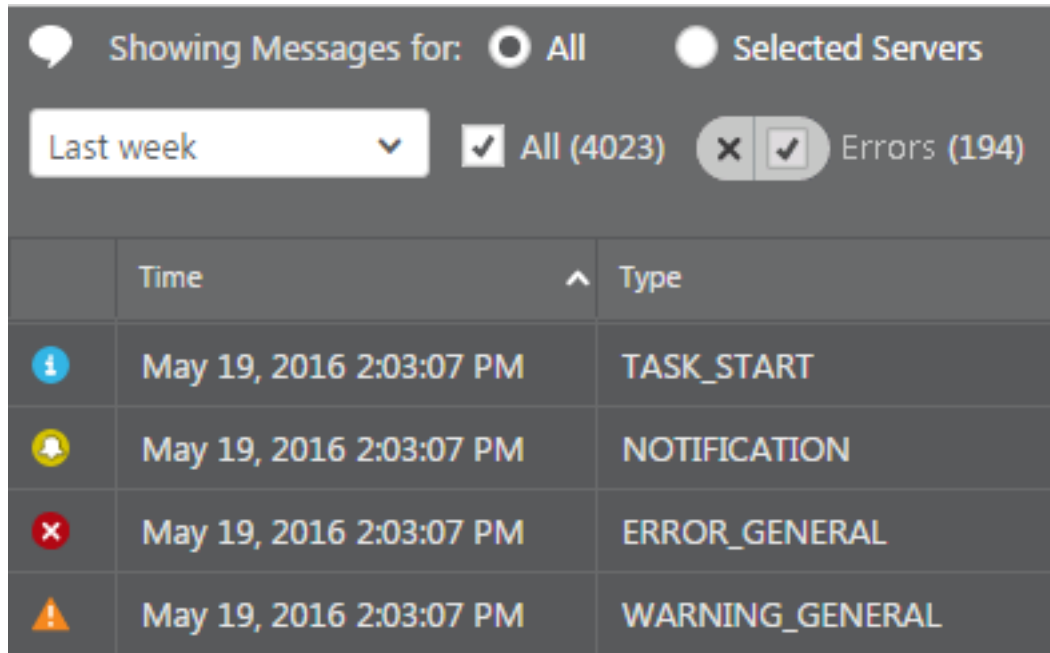 Showing Messages for: All Selected Servers
Last week All (4023) Errors (194)
Time Type
May 19, 2016 2:03:07 PM TASK_START
May 19, 2016 2:03:07 PM NOTIFICATION
May 19, 2016 2:03:07 PM ERROR_GENERAL
May 19, 2016 2:03:07 PM WARNING_GENERAL